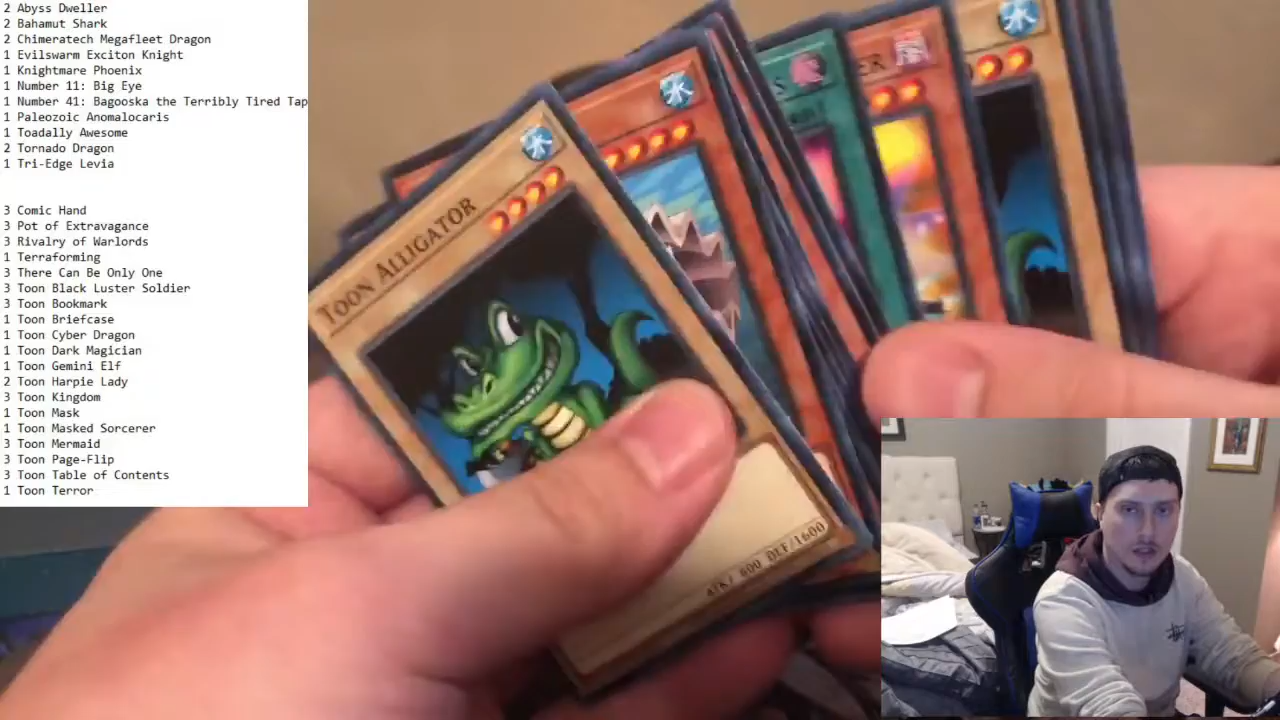 2 Abyss Dweller
2 Bahamut Shark
2 Chimeratech Megafleet Dragon
1 Evilswarm Exciton Knight
1 Knightmare Phoenix
1 Number 11: Big Eye
1 Number 41: Bagooska the Terribly Tired Tap
1 Paleozoic Anomalocaris
1 Toadally Awesome
2 Tornado Dragon
1 Tri-Edge Levia
3 Comic Hand
3 Pot of Extravagance
3 Rivalry of Warlords
1 Terraforming
3 There Can Be Only One
3 Toon Black Luster Soldier
3 Toon Bookmark
1 Toon Briefcase
1 Toon Cyber Dragon
1 Toon Dark Magician
1 Toon Gemini Elf
2 Toon Harpie Lady
3 Toon Kingdom
1 Toon Mask
1 Toon Masked Sorcerer
3 Toon Mermaid
3 Toon Page-Flip
3 Toon Table of Contents
1 Toon Terror
TOON ALLIGATOR
ATK/ 800 DEF/1600